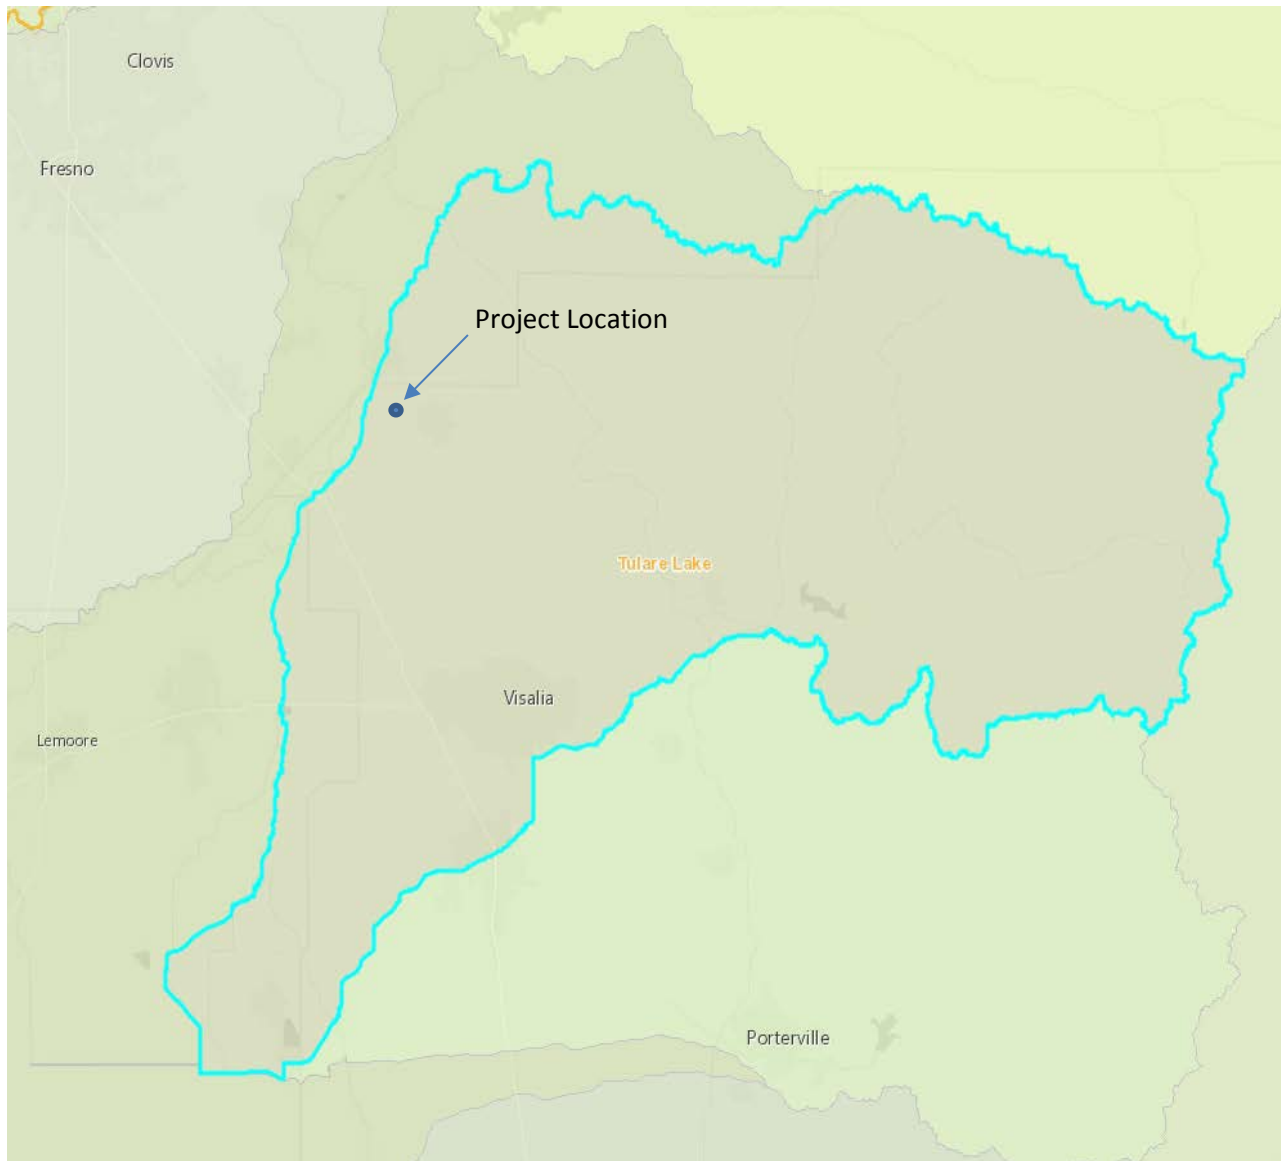 Clovis
Fresno
Project Location
Tulare Lake
Visalia
Lemoore
Porterville